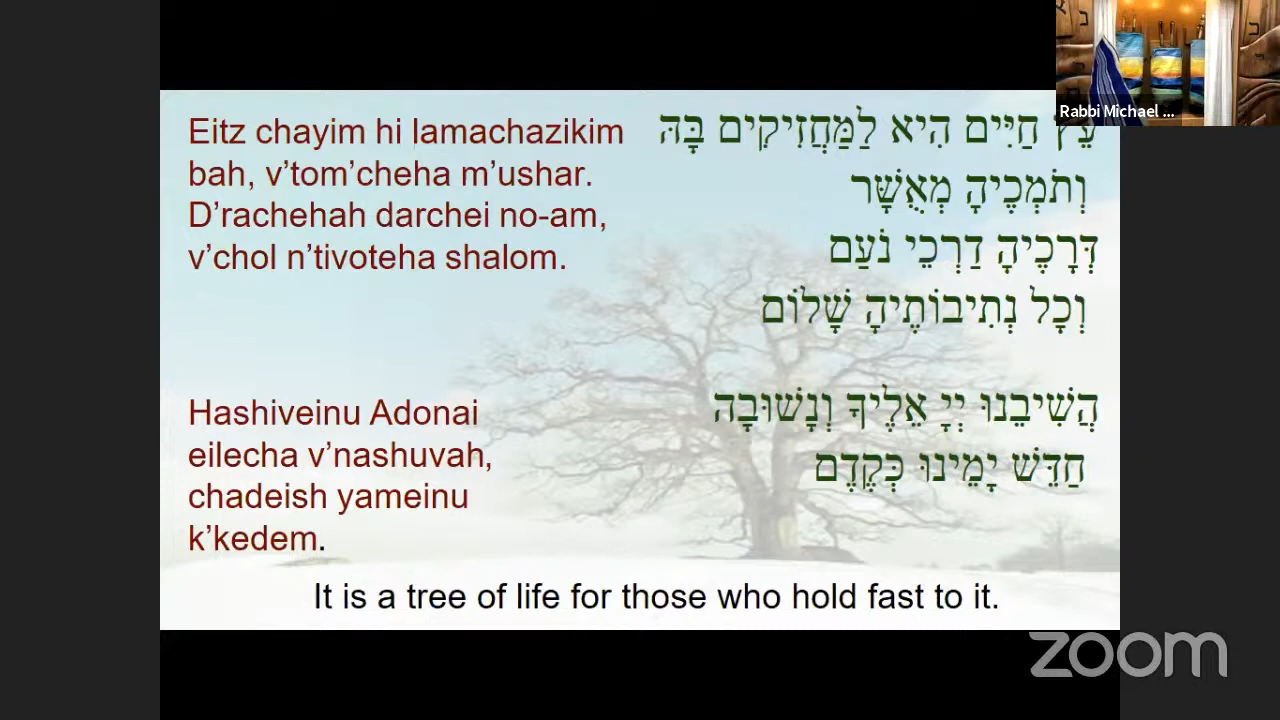 Rabbi Michael ...
Eitz chayim hi lamachazikim
bah, v’tom’cheha m’ushar.
D’rachehah darchei no-am,
v’chol n’tivoteha shalom.
עֵץ חַיִּים הִיא לַמַּחֲזִיקִים בָּהּ
וְתֹמְכֶיהָ מְאֻשָּׁר
דְּרָכֶיהָ דַרְכֵי נֹעַם
וְכָל נְתִיבוֹתֶיהָ שָׁלוֹם
Hashiveinu Adonai
eilecha v’nashuvah,
chadeish yameinu
k’kedem.
הֲשִׁיבֵנוּ יְיָ אֵלֶיךָ וְנָשׁוּבָה
חַדֵּשׁ יָמֵינוּ כְּקֶדֶם
It is a tree of life for those who hold fast to it.
zoom